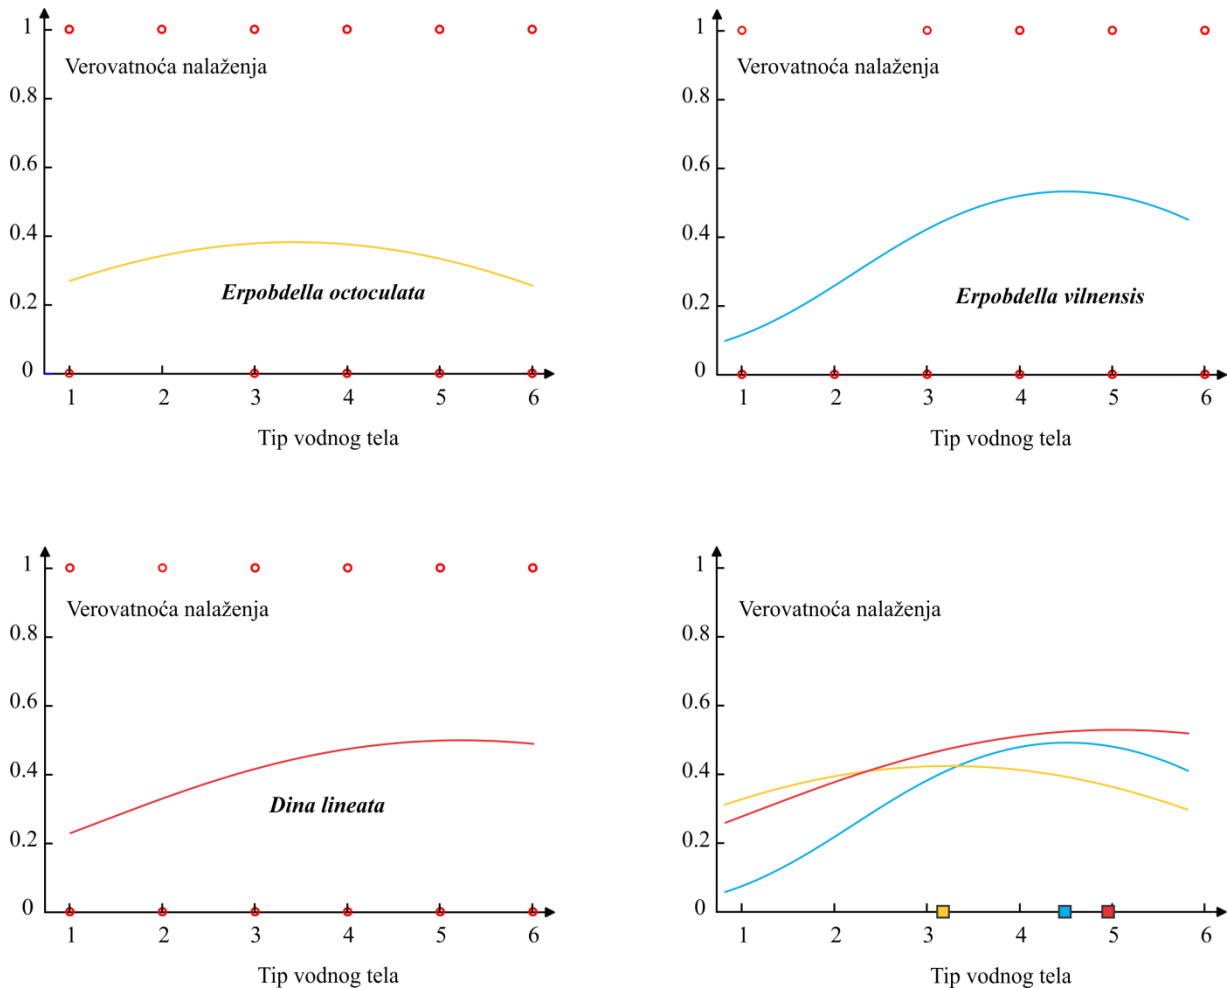 1
Verovatnoća nalaženja
0.8
0.6
0.4
Erpobdella octoculata
0.2
0
1 2 3 4 5 6
Tip vodnog tela
1
Verovatnoća nalaženja
0.8
0.6
0.4
Erpobdella vilnensis
0.2
0
1 2 3 4 5 6
Tip vodnog tela
1
Verovatnoća nalaženja
0.8
0.6
0.4
Dina lineata
0.2
0
1 2 3 4 5 6
Tip vodnog tela
1
Verovatnoća nalaženja
0.8
0.6
0.4
0.2
0
1 2 3 4 5 6
Tip vodnog tela